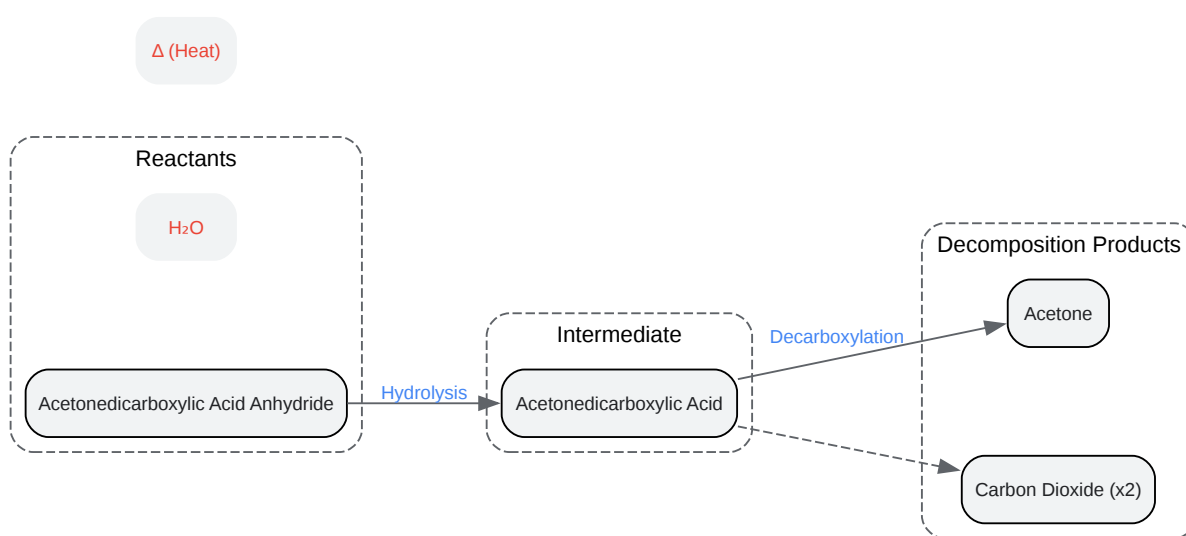 Δ (Heat)
Reactants
H₂O
Acetonedicarboxylic Acid Anhydride
Hydrolysis
Intermediate
Acetonedicarboxylic Acid
Decarboxylation
Decomposition Products
Acetone
Carbon Dioxide (x2)